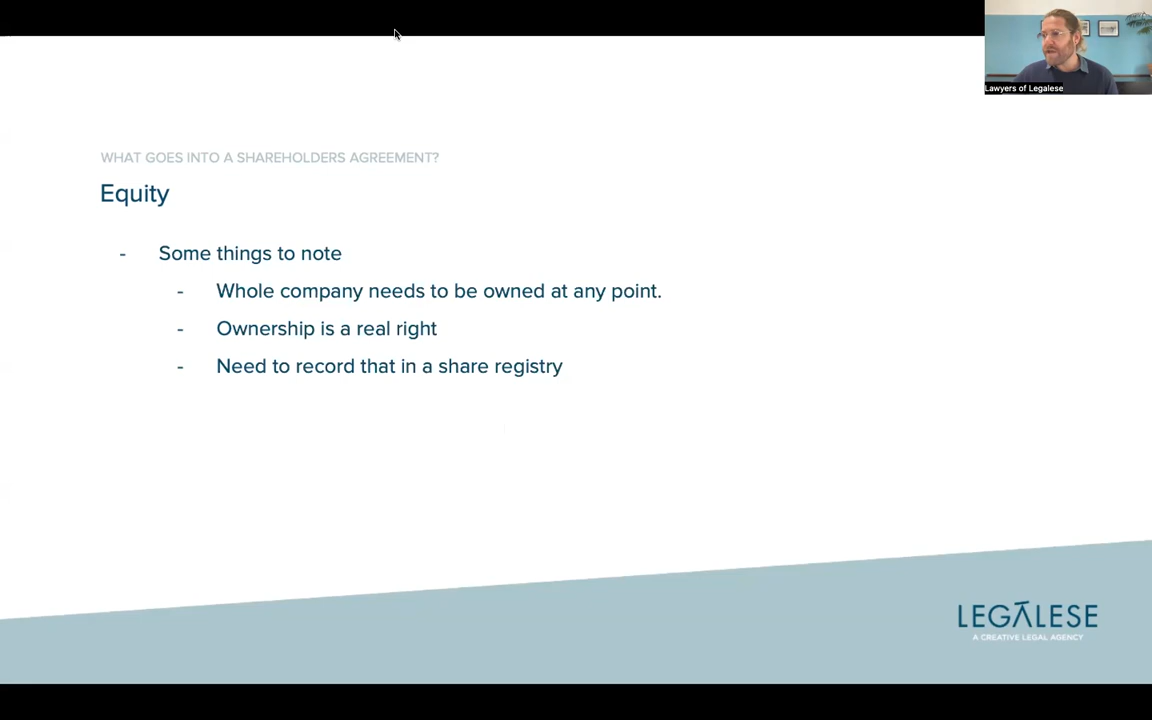 Lawyers of Legalese
WHAT GOES INTO A SHAREHOLDERS AGREEMENT?
Equity
- Some things to note
- Whole company needs to be owned at any point.
- Ownership is a real right
- Need to record that in a share registry
LEGALESE
A CREATIVE LEGAL AGENCY